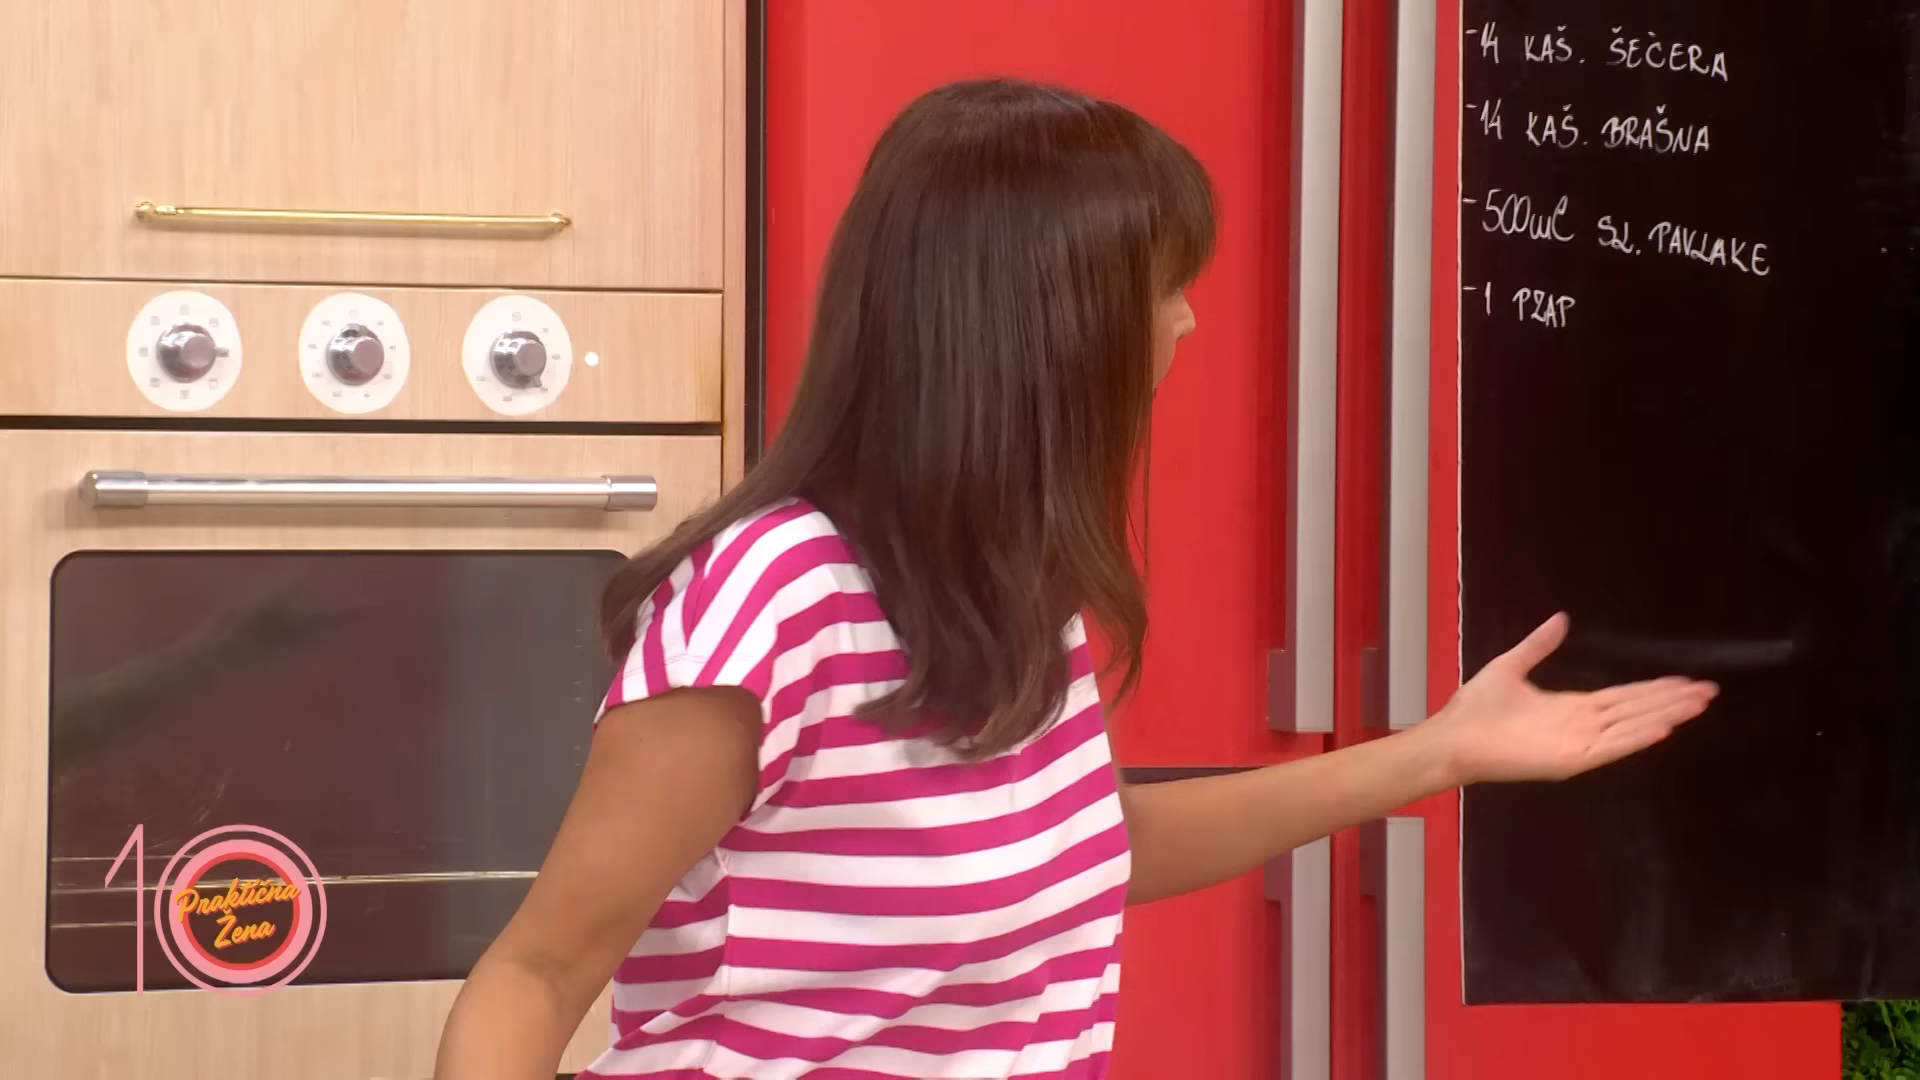 -14 KAŠ. ŠEĆERA
-14 KAŠ. BRAŠNA
-500ml SL. PAVLAKE
-1 PZAP
10
Praktična
Žena